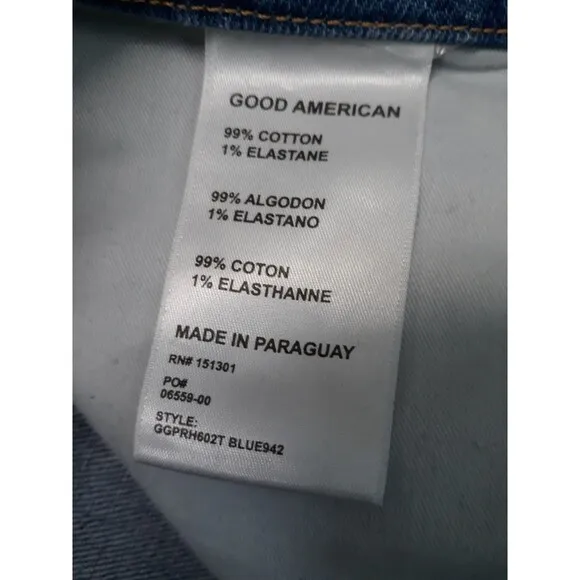 GOOD AMERICAN
99% COTTON
1% ELASTANE
99% ALGODON
1% ELASTANO
99% COTON
1% ELASTHANNE
MADE IN PARAGUAY
RN# 151301
PO#
06559-00
STYLE:
GGPRH602T BLUE942